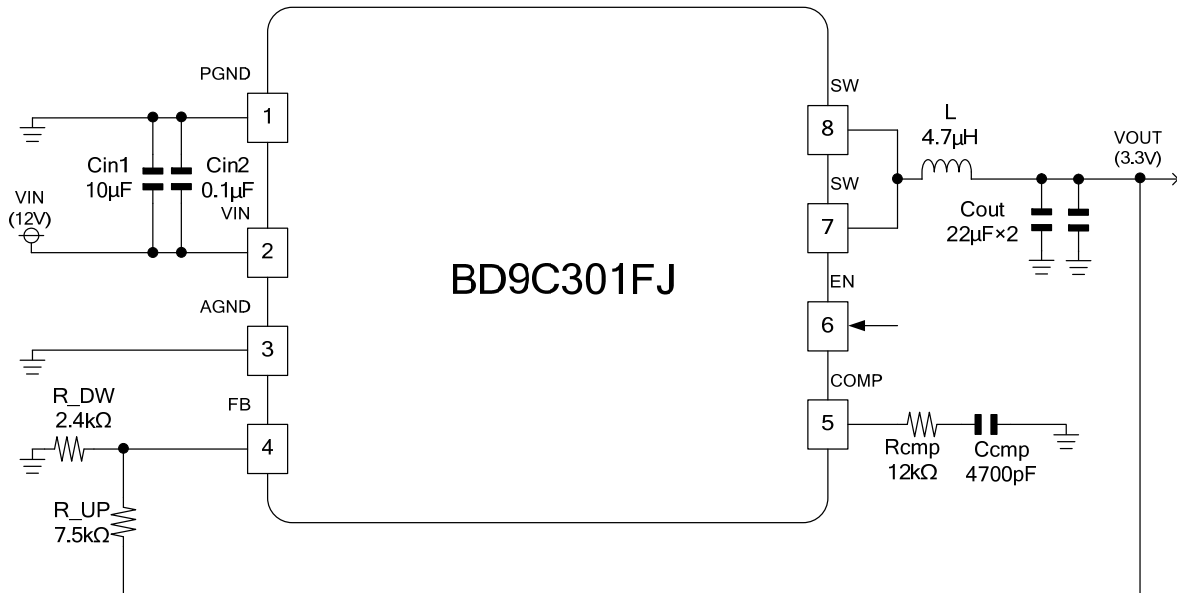 PGND
1
Cin1
10µF
Cin2
0.1µF
VIN
(12V)
VIN
2
AGND
3
R_DW
2.4kΩ
FB
4
R_UP
7.5kΩ
BD9C301FJ
SW
8
SW
7
EN
6
COMP
5
L
4.7µH
VOUT
(3.3V)
Cout
22µF×2
Rcmp
12kΩ
Ccmp
4700pF